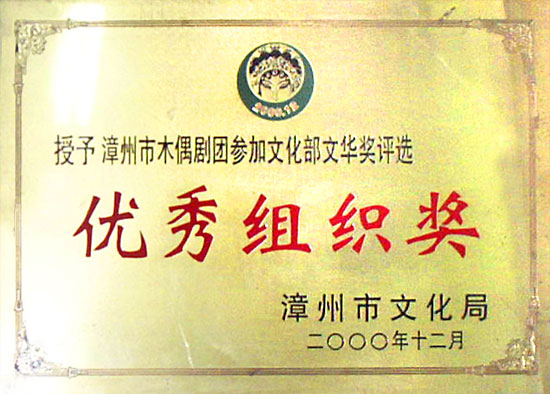 2000.12
授予 漳州市木偶剧团参加文化部文华奖评选
优秀组织奖
漳州市文化局
二〇〇〇年十二月